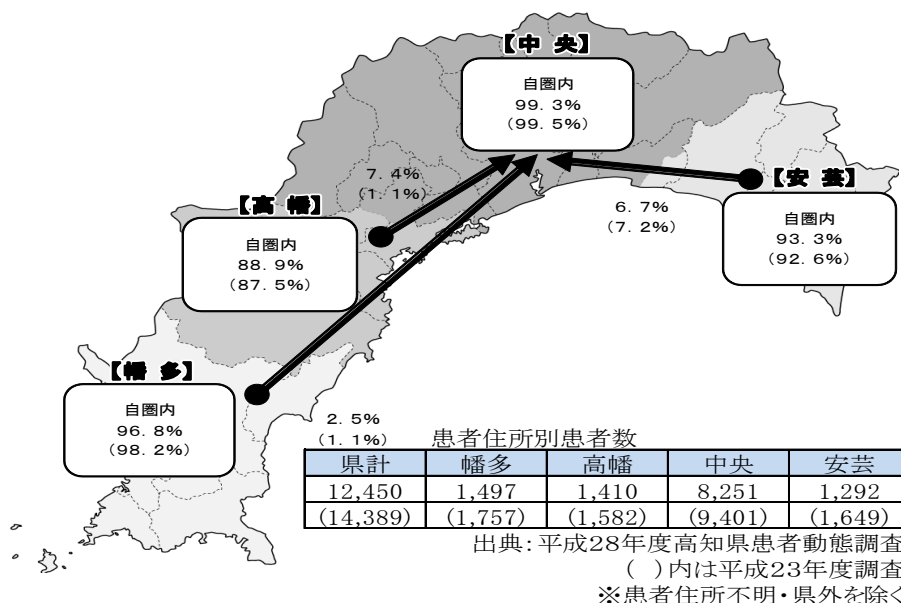 【中 央】
自圏内
99.3%
(99.5%)
7.4%
(1.1%)
【高 幡】
自圏内
88.9%
(87.5%)
【安 芸】
自圏内
93.3%
(92.6%)
6.7%
(7.2%)
【幡 多】
自圏内
96.8%
(98.2%)
2.5%
(1.1%)
患者住所別患者数
県計 幡多 高幡 中央 安芸
12,450 1,497 1,410 8,251 1,292
(14,389) (1,757) (1,582) (9,401) (1,649)
出典:平成28年度高知県患者動態調査
( )内は平成23年度調査
※患者住所不明・県外を除く